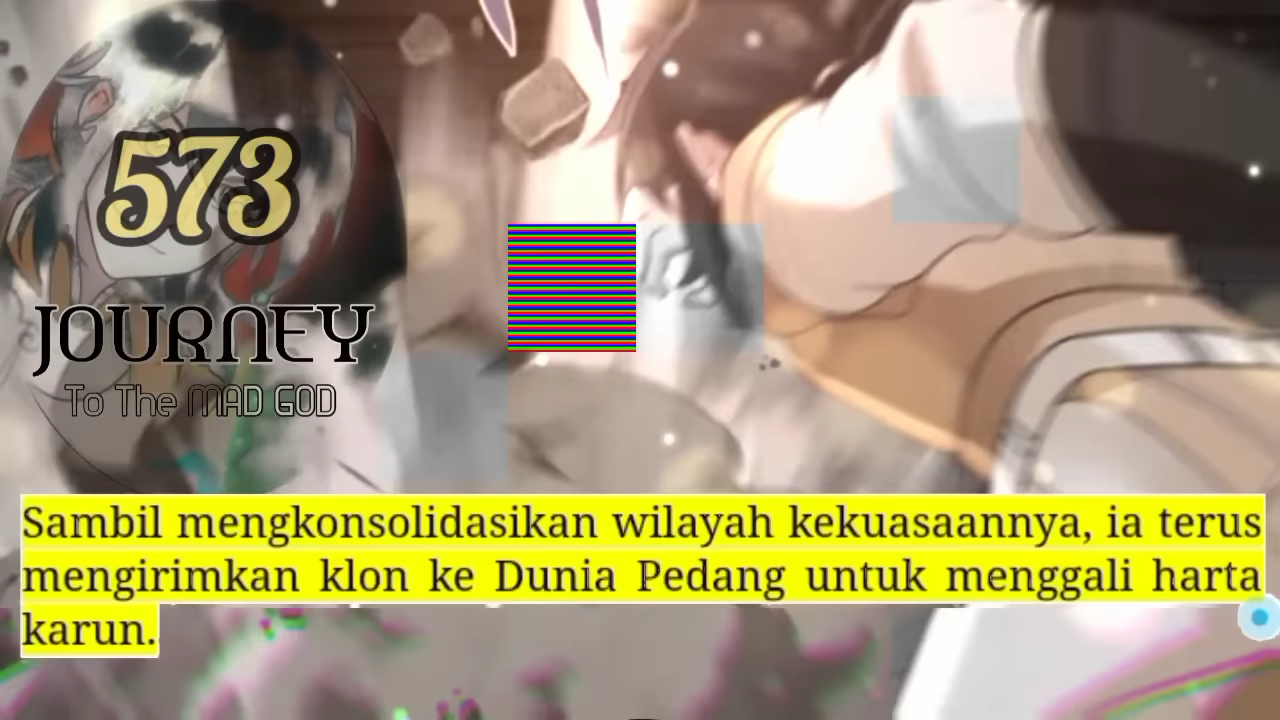 573
JOURNEY
To The MAD GOD
Sambil mengkonsolidasikan wilayah kekuasaannya, ia terus
mengirimkan klon ke Dunia Pedang untuk menggali harta
karun.